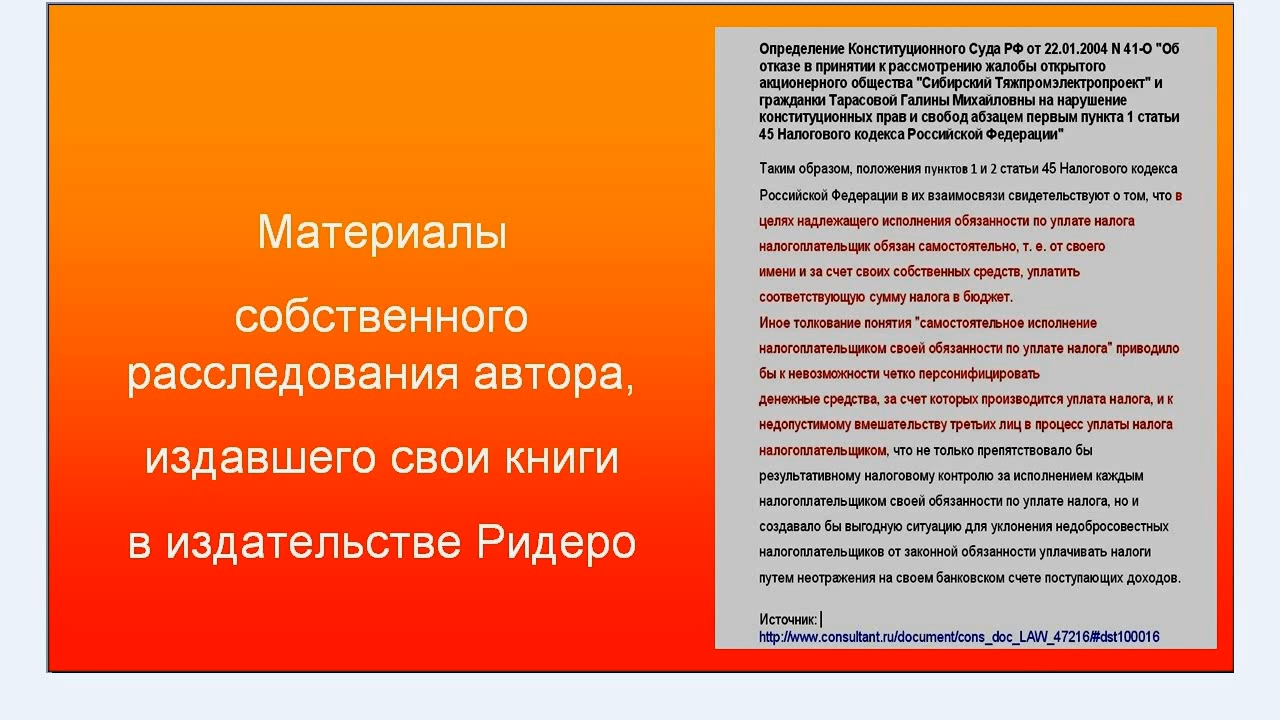 Материалы
собственного
расследования автора,
издавшего свои книги
в издательстве Ридеро
Определение Конституционного Суда РФ от 22.01.2004 N 41-О "Об
отказе в принятии к рассмотрению жалобы открытого
акционерного общества "Сибирский Тяжпромэлектропроект" и
гражданки Тарасовой Галины Михайловны на нарушение
конституционных прав и свобод абзацем первым пункта 1 статьи
45 Налогового кодекса Российской Федерации"
Таким образом, положения пунктов 1 и 2 статьи 45 Налогового кодекса
Российской Федерации в их взаимосвязи свидетельствуют о том, что в
целях надлежащего исполнения обязанности по уплате налога
налогоплательщик обязан самостоятельно, т. е. от своего
имени и за счет своих собственных средств, уплатить
соответствующую сумму налога в бюджет.
Иное толкование понятия "самостоятельное исполнение
налогоплательщиком своей обязанности по уплате налога" приводило
бы к невозможности четко персонифицировать
денежные средства, за счет которых производится уплата налога, и к
недопустимому вмешательству третьих лиц в процесс уплаты налога
налогоплательщиком, что не только препятствовало бы
результативному налоговому контролю за исполнением каждым
налогоплательщиком своей обязанности по уплате налога, но и
создавало бы выгодную ситуацию для уклонения недобросовестных
налогоплательщиков от законной обязанности уплачивать налоги
путем неотражения на своем банковском счете поступающих доходов.
Источник:
http://www.consultant.ru/document/cons_doc_LAW_47216/#dst100016